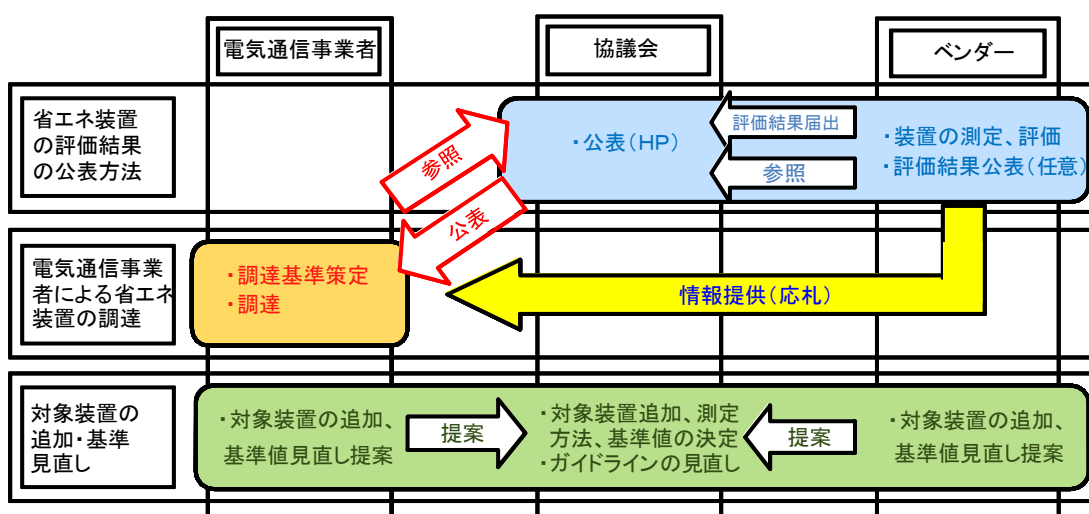 電気通信事業者
協議会
ベンダー
省エネ装置
の評価結果
の公表方法
参照
公表
・公表(HP)
評価結果届出
参照
・装置の測定、評価
・評価結果公表(任意)
電気通信事業
者による省エネ
装置の調達
・調達基準策定
・調達
情報提供(応札)
対象装置の
追加・基準
見直し
・対象装置の追加、
基準値見直し提案
提案
・対象装置追加、測定
方法、基準値の決定
・ガイドラインの見直し
提案
・対象装置の追加、
基準値見直し提案